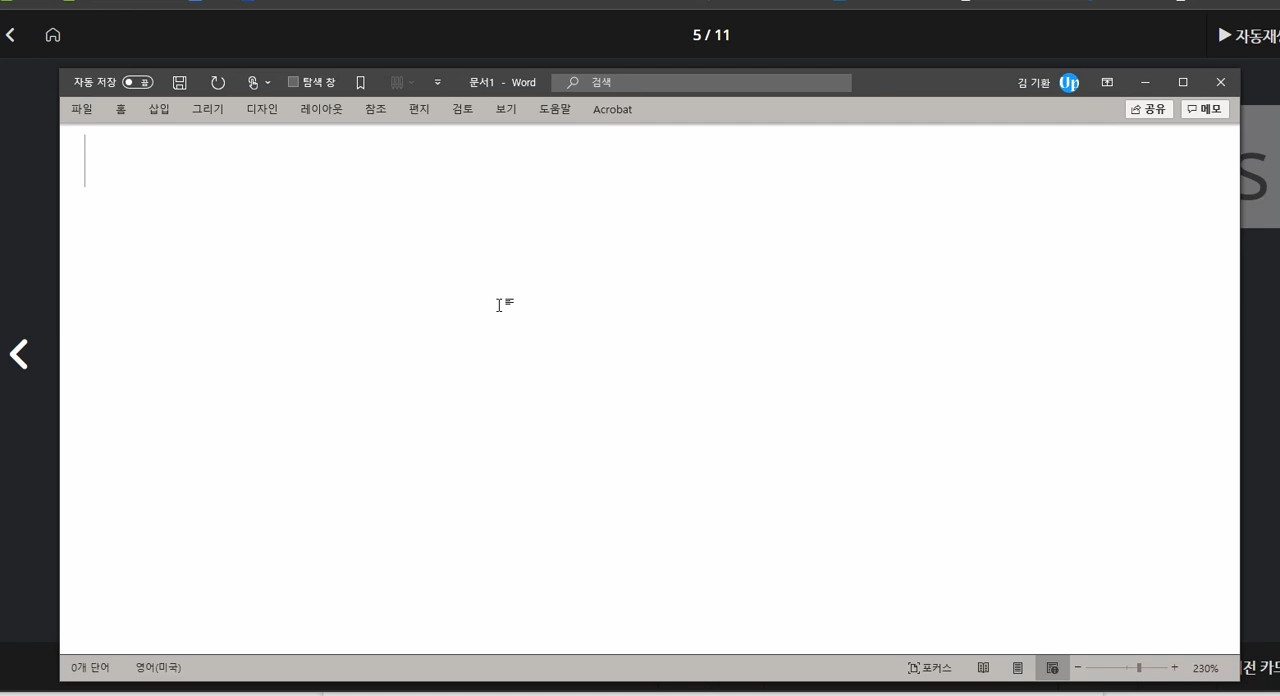 5 / 11
▶ 자동재
자동 저장 끔 탐색 창 문서1 - Word 검색 김 기환 Up
파일 홈 삽입 그리기 디자인 레이아웃 참조 편지 검토 보기 도움말 Acrobat 공유 메모
S
0개 단어 영어(미국) 포커스 - + 230% 전 카드